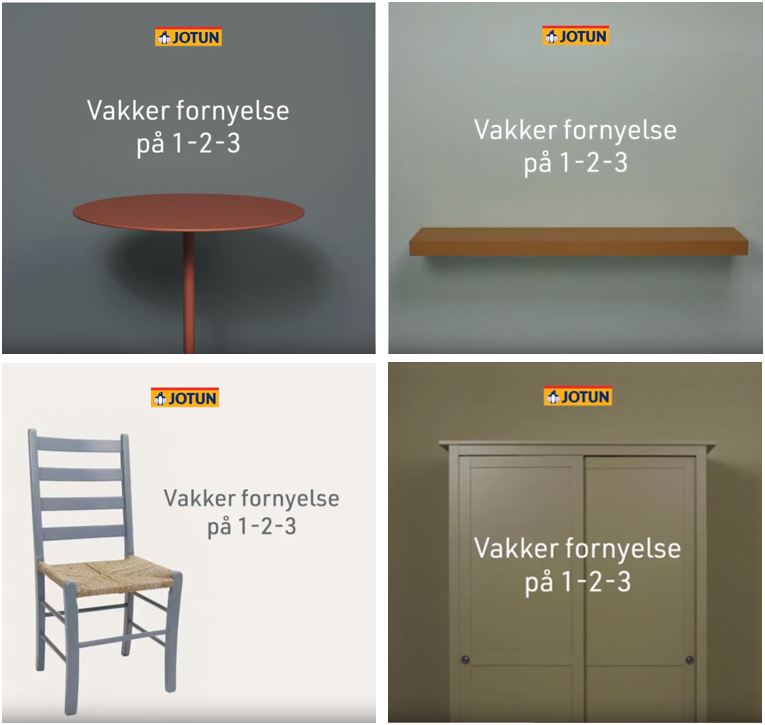 JOTUN
Vakker fornyelse
på 1-2-3
JOTUN
Vakker fornyelse
på 1-2-3
JOTUN
Vakker fornyelse
på 1-2-3
JOTUN
Vakker fornyelse
på 1-2-3